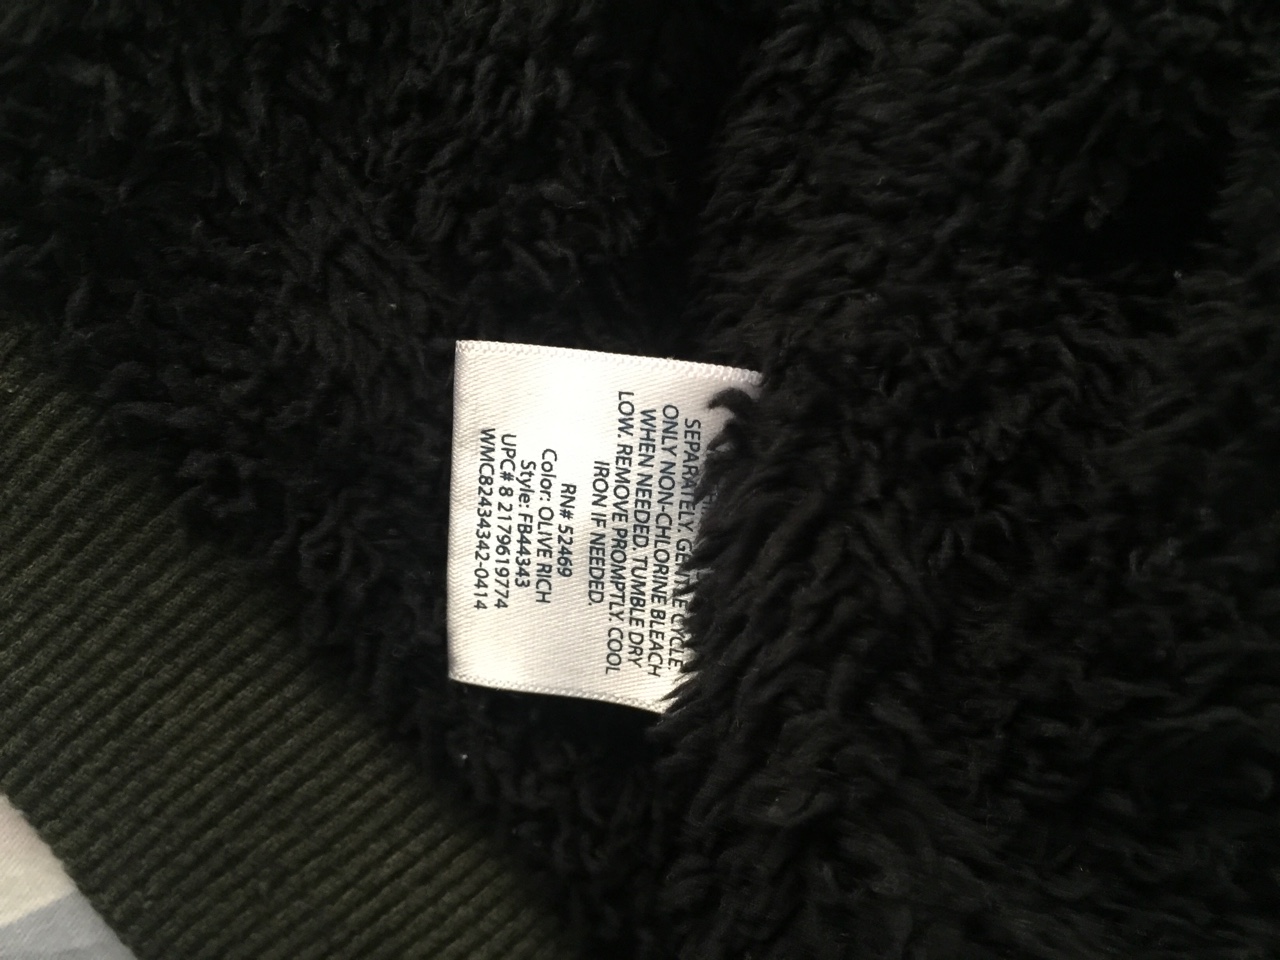 SEPARATELY. GENTLE CYCLE.
ONLY NON-CHLORINE BLEACH
WHEN NEEDED. TUMBLE DRY
LOW. REMOVE PROMPTLY. COOL
IRON IF NEEDED.
RN# 52469
Color: OLIVE RICH
Style: FB44343
UPC# 8 2179619774
WMC824343342-0414